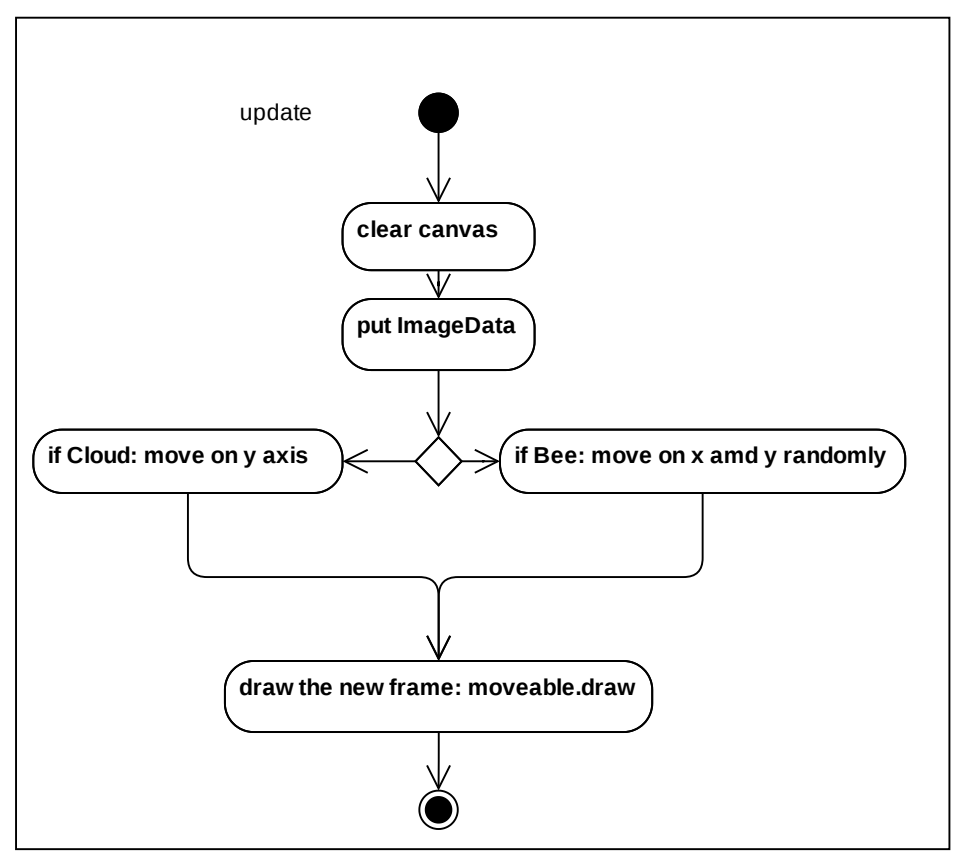 update
clear canvas
put ImageData
if Cloud: move on y axis
if Bee: move on x amd y randomly
draw the new frame: moveable.draw